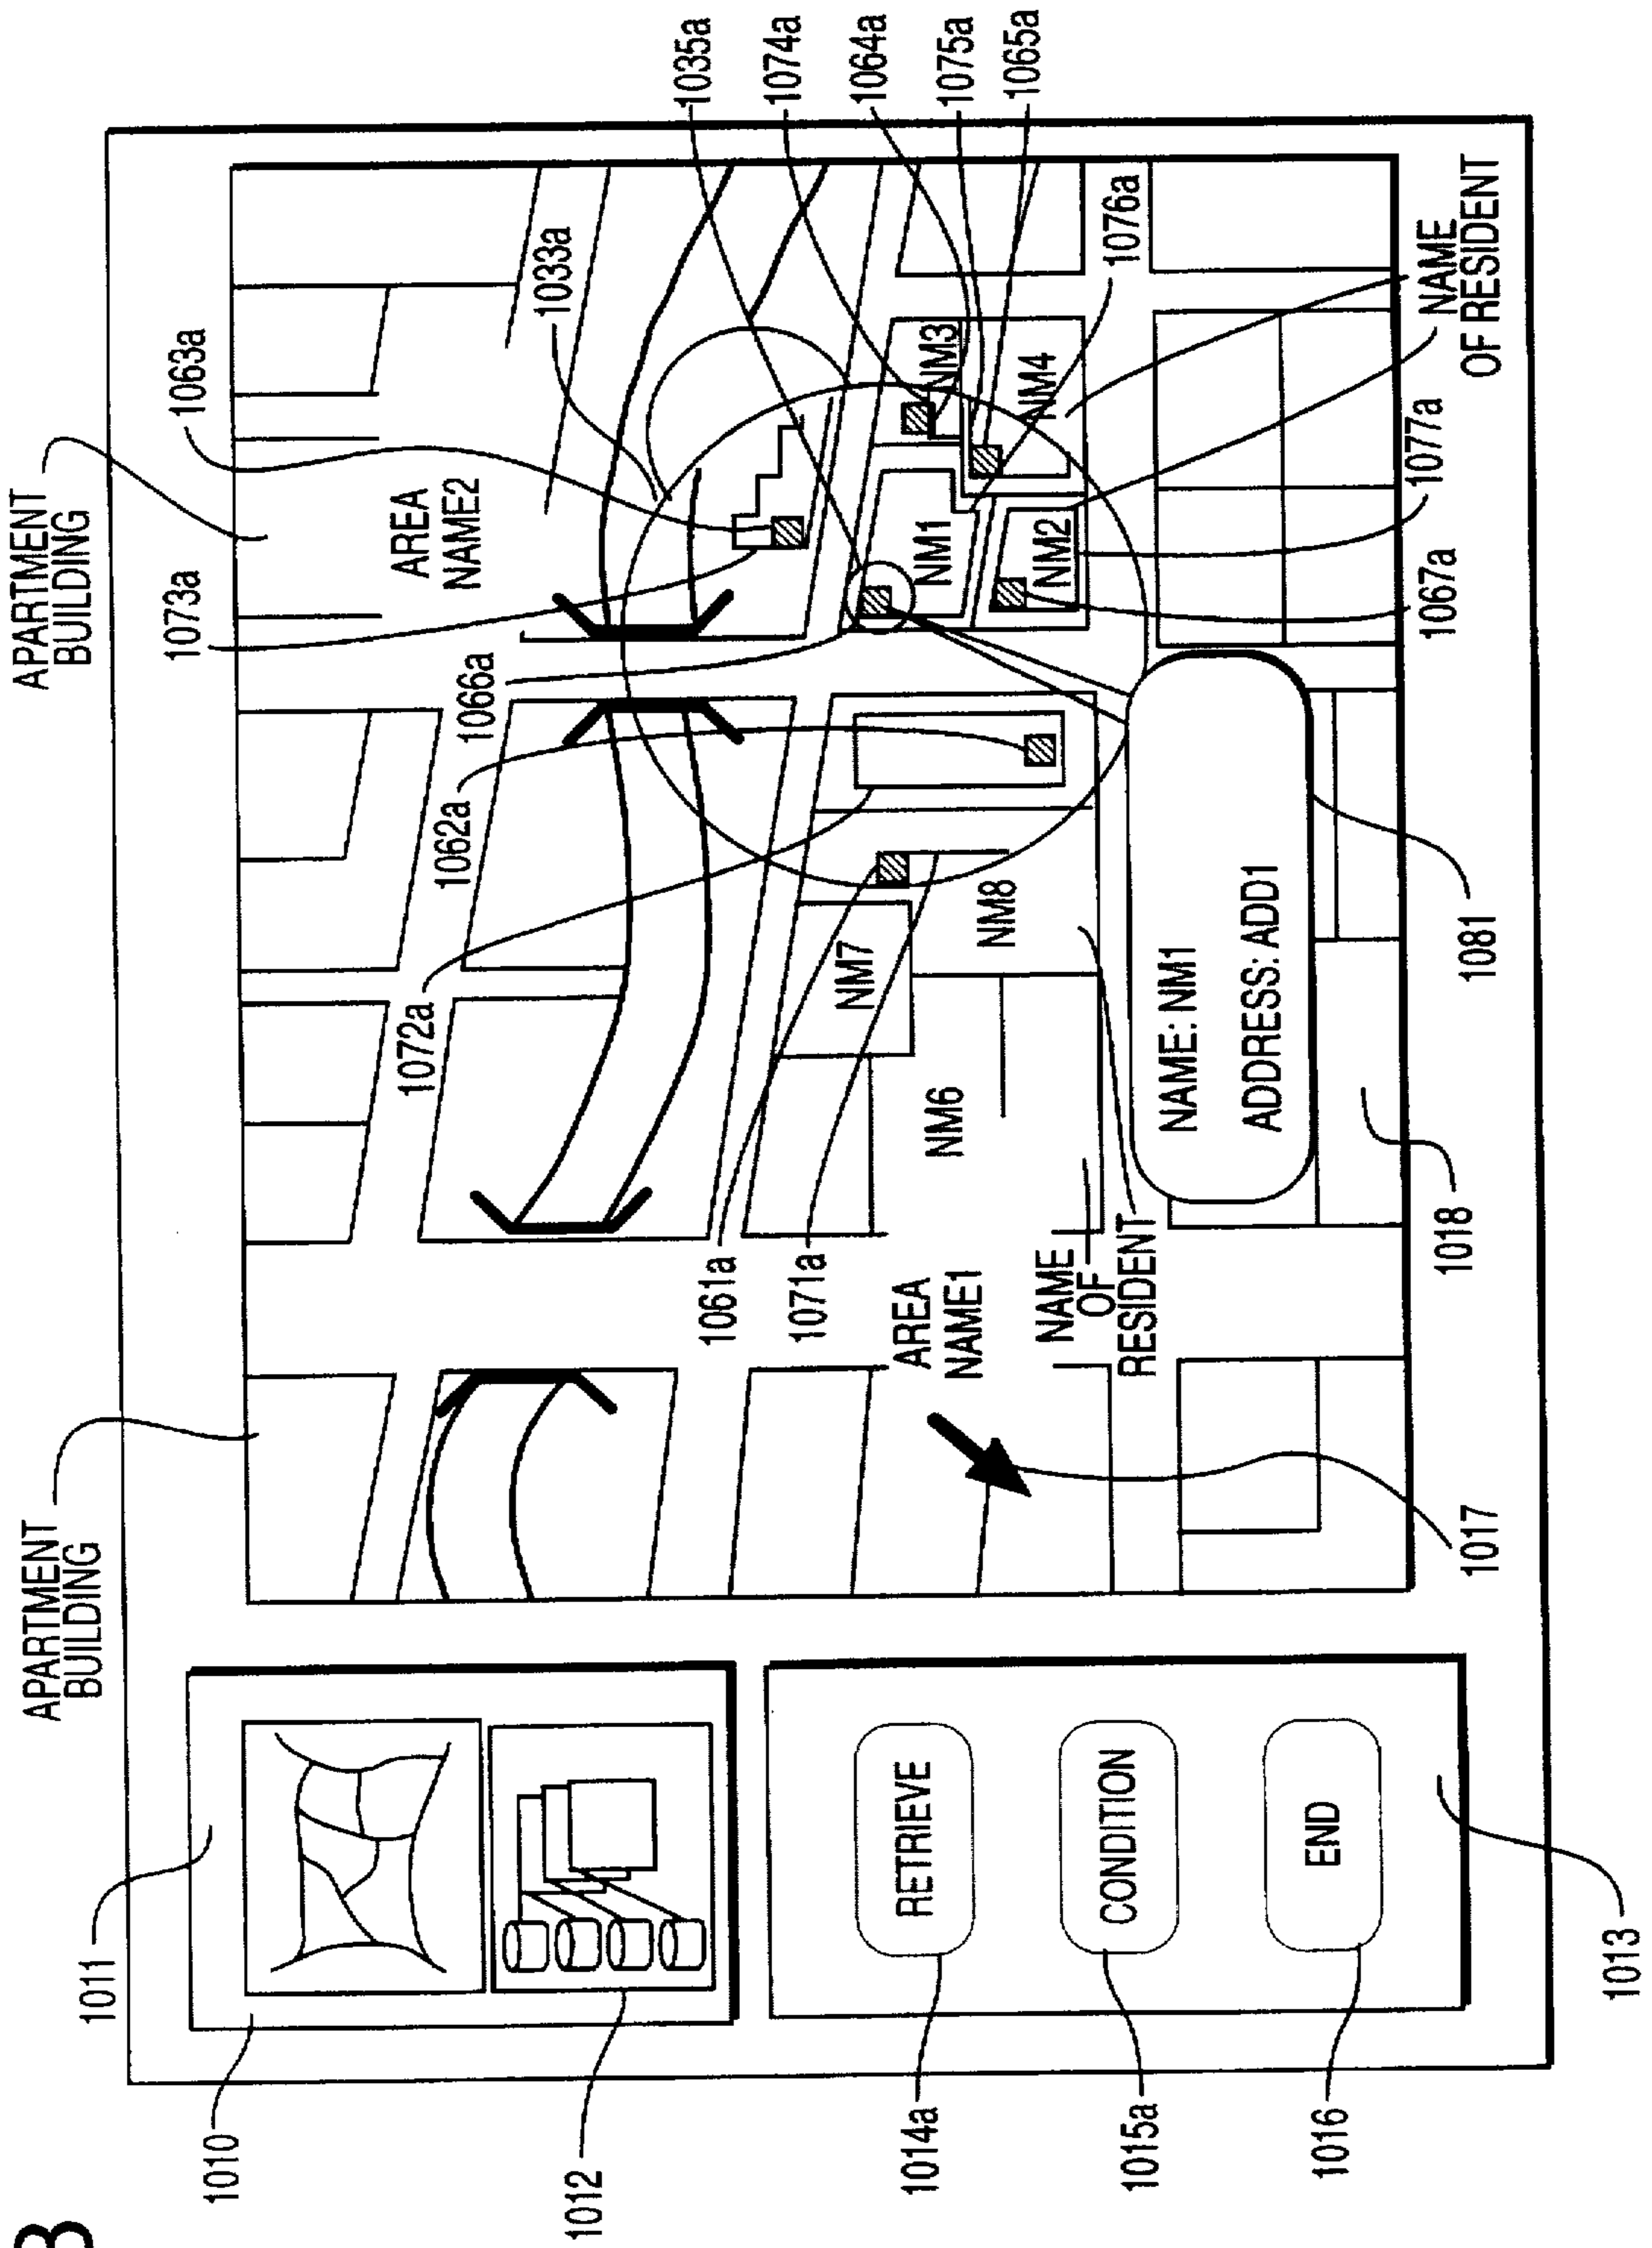 3
APARTMENT
BUILDING
APARTMENT
BUILDING
1011
1073a
1063a
1010
1072a
AREA
NAME2
1062a
1066a
1033a
1012
1061a
1035a
1071a
1074a
1064a
1014a
RETRIEVE
AREA
NAME1
NM7
NM6
NM8
NM1
NM3
1075a
1065a
NM4
NM2
1076a
NAME
OF
RESIDENT
1015a
CONDITION
NAME: NM1
ADDRESS: ADD1
1016
END
1077a
1067a
NAME
OF RESIDENT
1018
1081
1017
1013